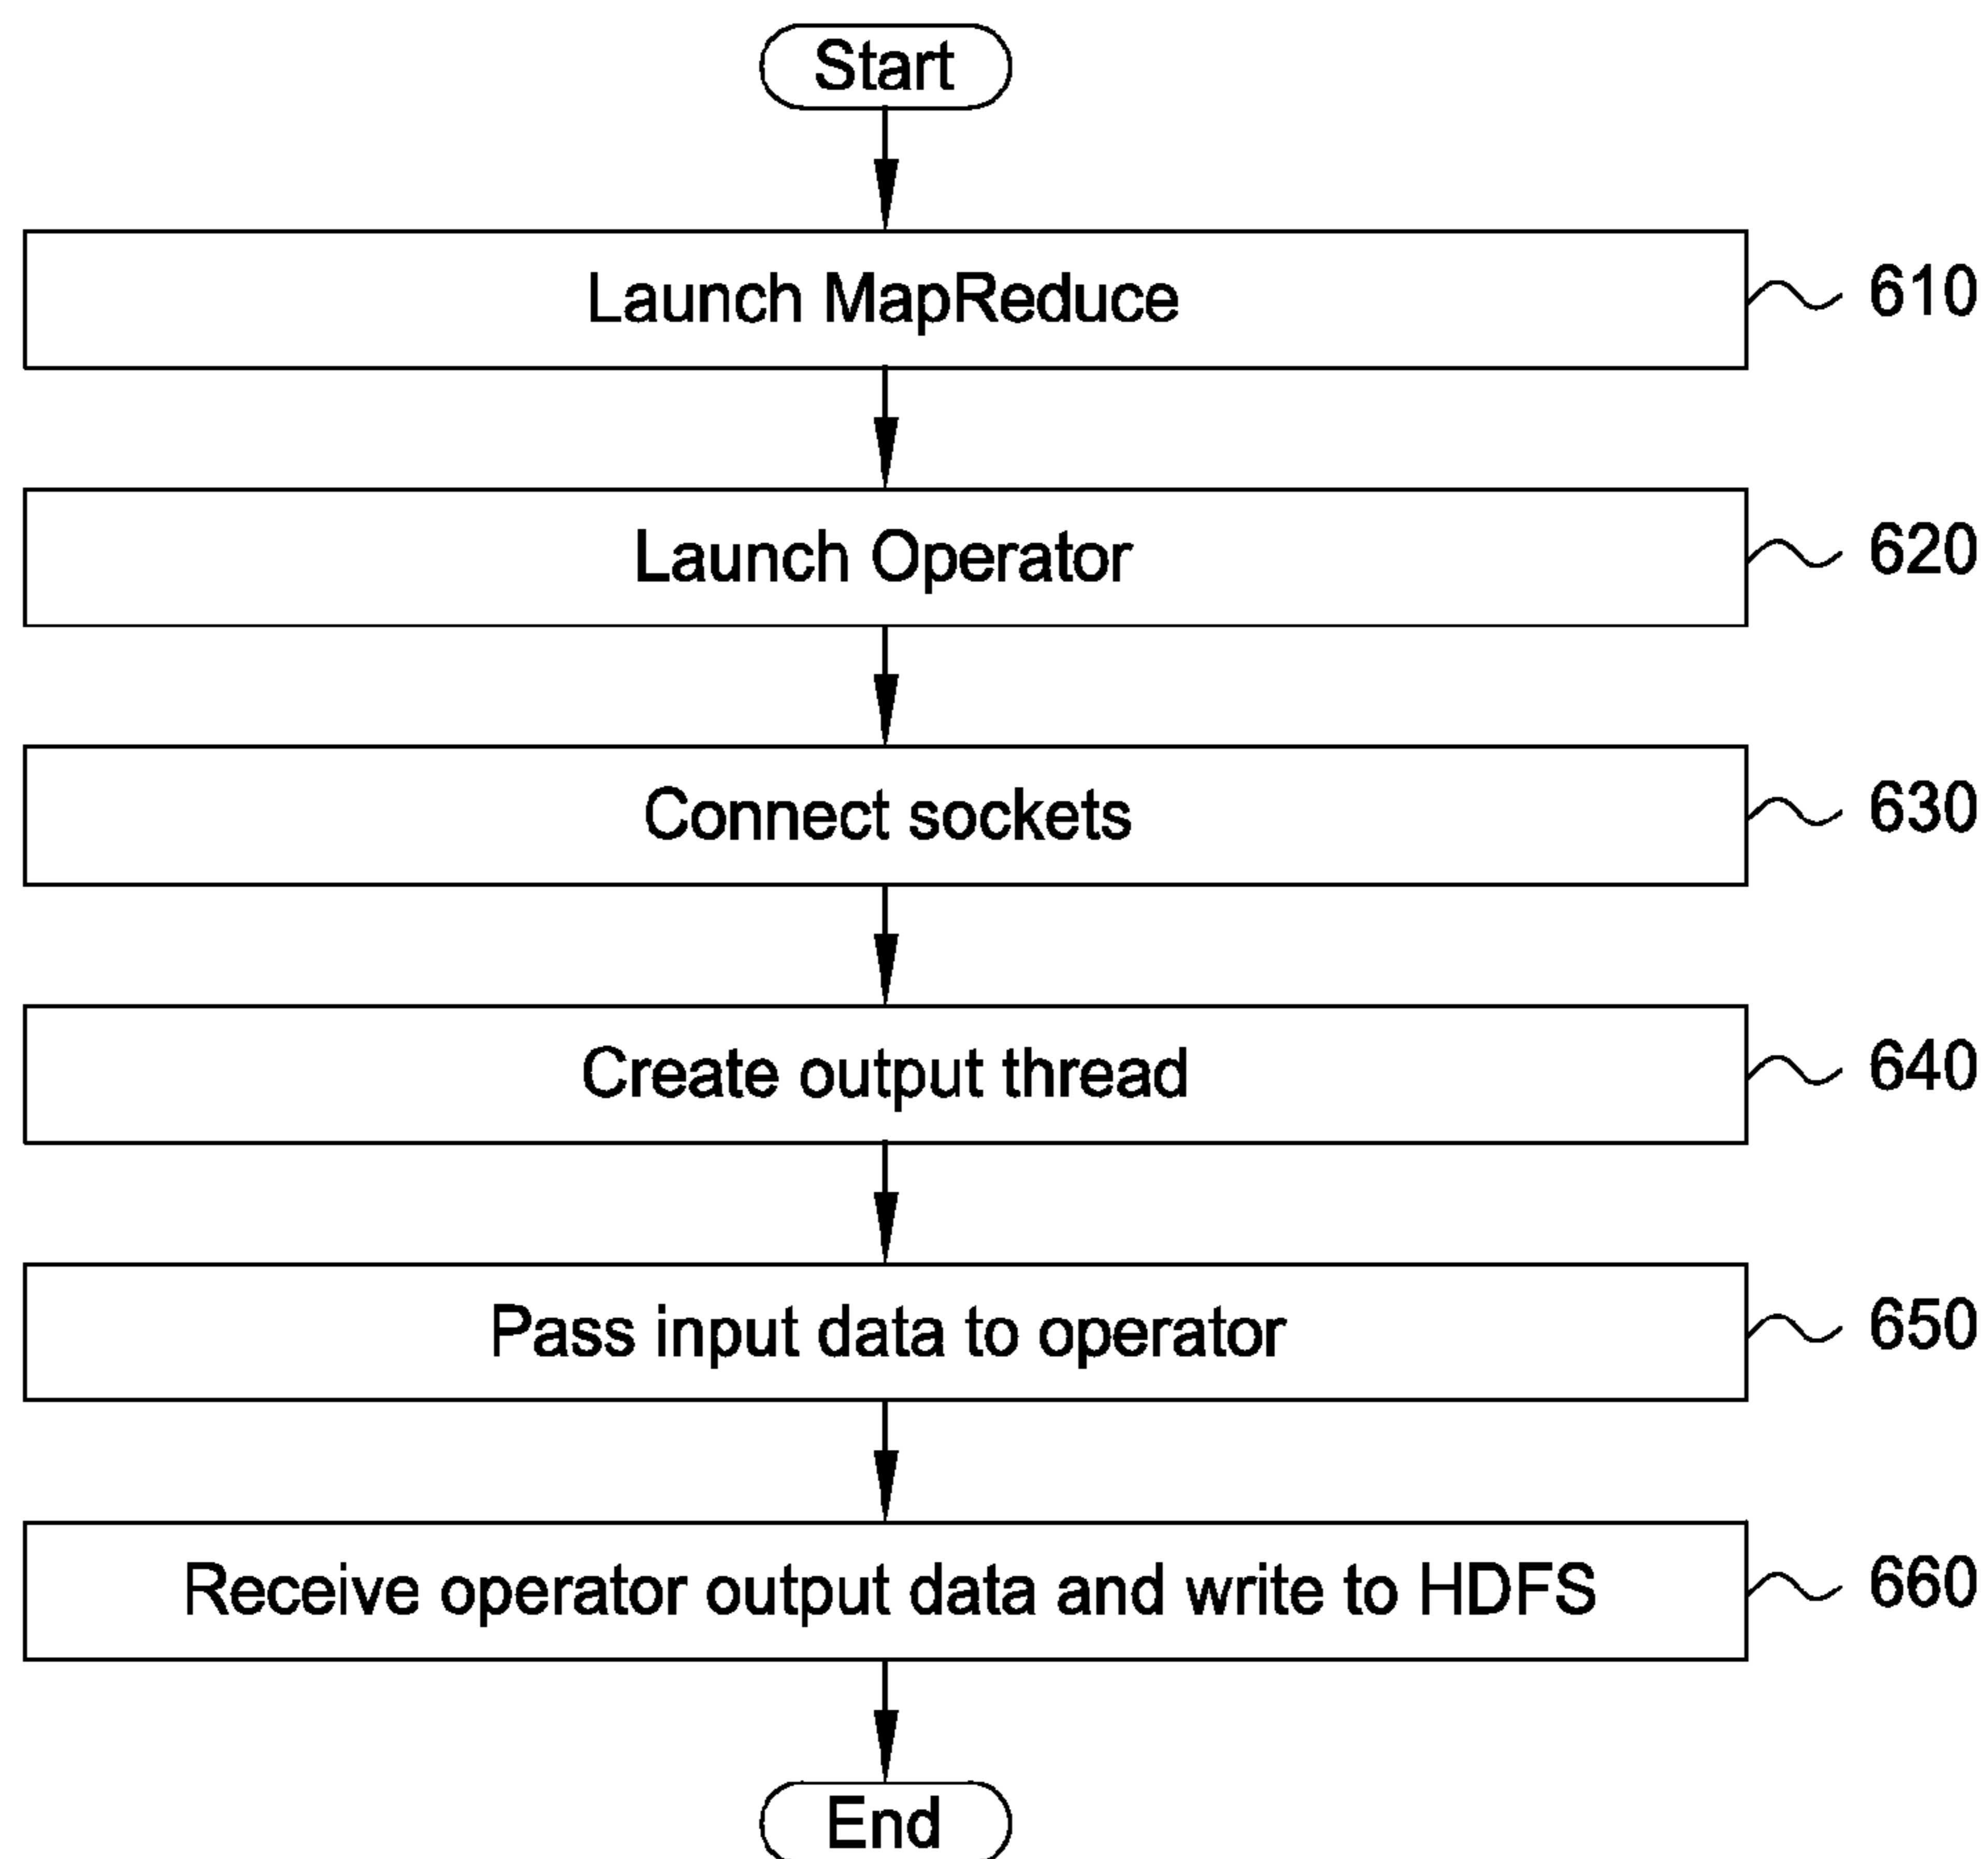 Start
Launch MapReduce 610
Launch Operator 620
Connect sockets 630
Create output thread 640
Pass input data to operator 650
Receive operator output data and write to HDFS 660
End